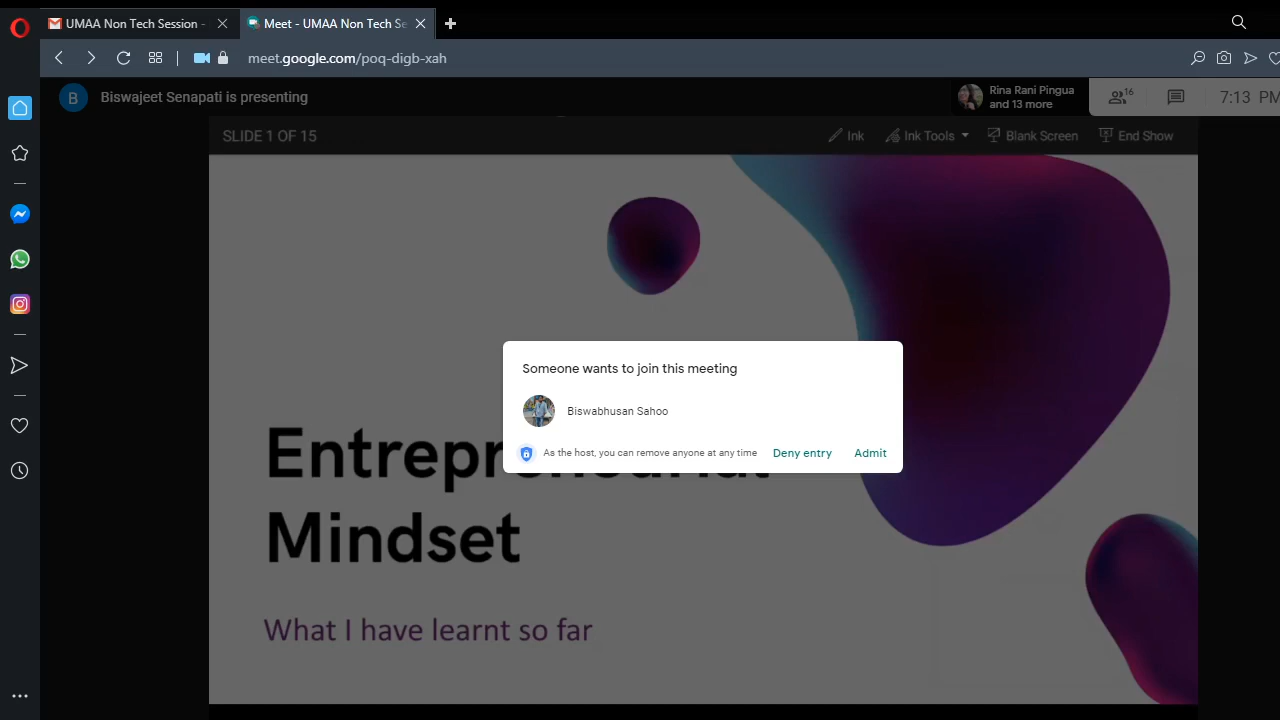 UMAA Non Tech Session -
Meet - UMAA Non Tech Se
meet.google.com/poq-digb-xah
B
Biswajeet Senapati is presenting
Rina Rani Pingua
and 13 more
16
7:13 PM
SLIDE 1 OF 15
Ink
Ink Tools
Blank Screen
End Show
Someone wants to join this meeting
Biswabhusan Sahoo
As the host, you can remove anyone at any time
Deny entry
Admit
Entrepreneurial
Mindset
What I have learnt so far